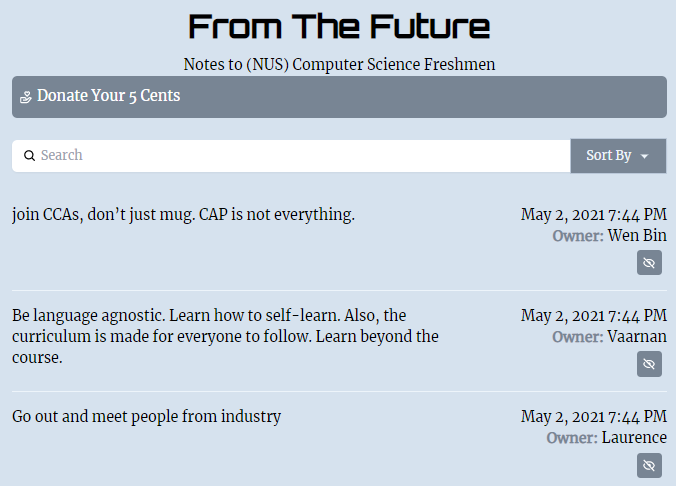 From The Future
Notes to (NUS) Computer Science Freshmen
Donate Your 5 Cents
Search
Sort By
join CCAs, don’t just mug. CAP is not everything.
May 2, 2021 7:44 PM
Owner: Wen Bin
Be language agnostic. Learn how to self-learn. Also, the
curriculum is made for everyone to follow. Learn beyond the
course.
May 2, 2021 7:44 PM
Owner: Vaarnan
Go out and meet people from industry
May 2, 2021 7:44 PM
Owner: Laurence